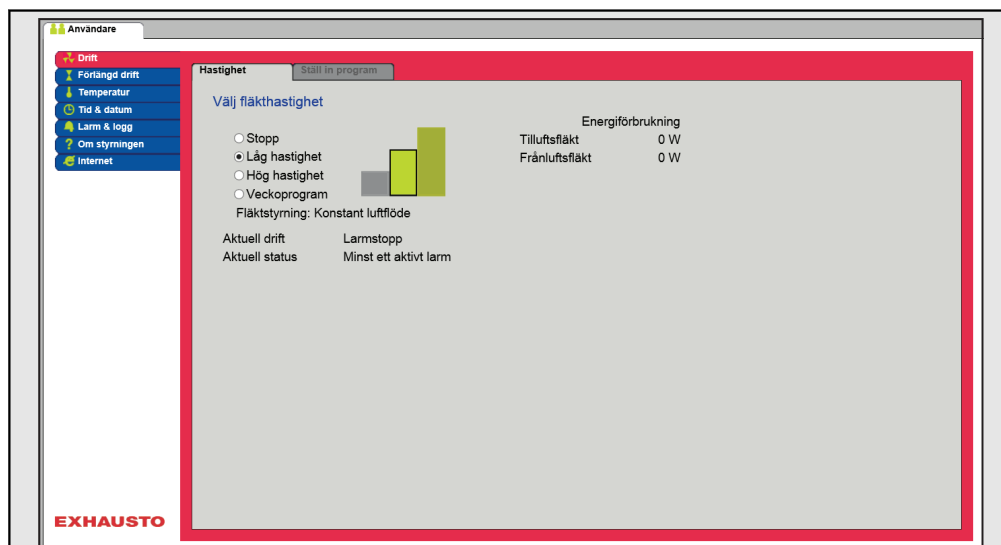 Användare
Drift
Förlängd drift
Temperatur
Tid & datum
Larm & logg
? Om styrningen
Internet
Hastighet
Ställ in program
Välj fläkthastighet
Stopp
Låg hastighet
Hög hastighet
Veckoprogram
Fläktstyrning: Konstant luftflöde
Aktuell drift Larmstopp
Aktuell status Minst ett aktivt larm
Energiförbrukning
Tilluftsfläkt 0 W
Frånluftsfläkt 0 W
EXHAUSTO